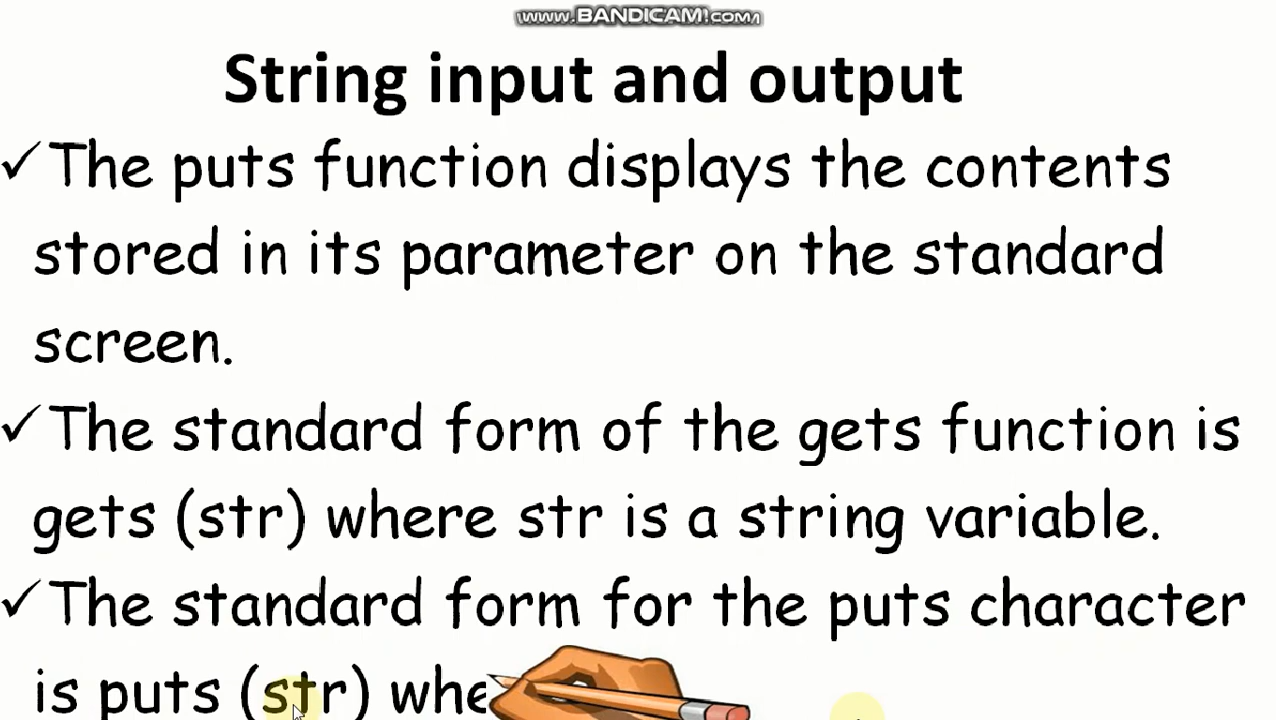 www.BANDICAM.com
String input and output
✓The puts function displays the contents
stored in its parameter on the standard
screen.
✓The standard form of the gets function is
gets (str) where str is a string variable.
✓The standard form for the puts character
is puts (str)